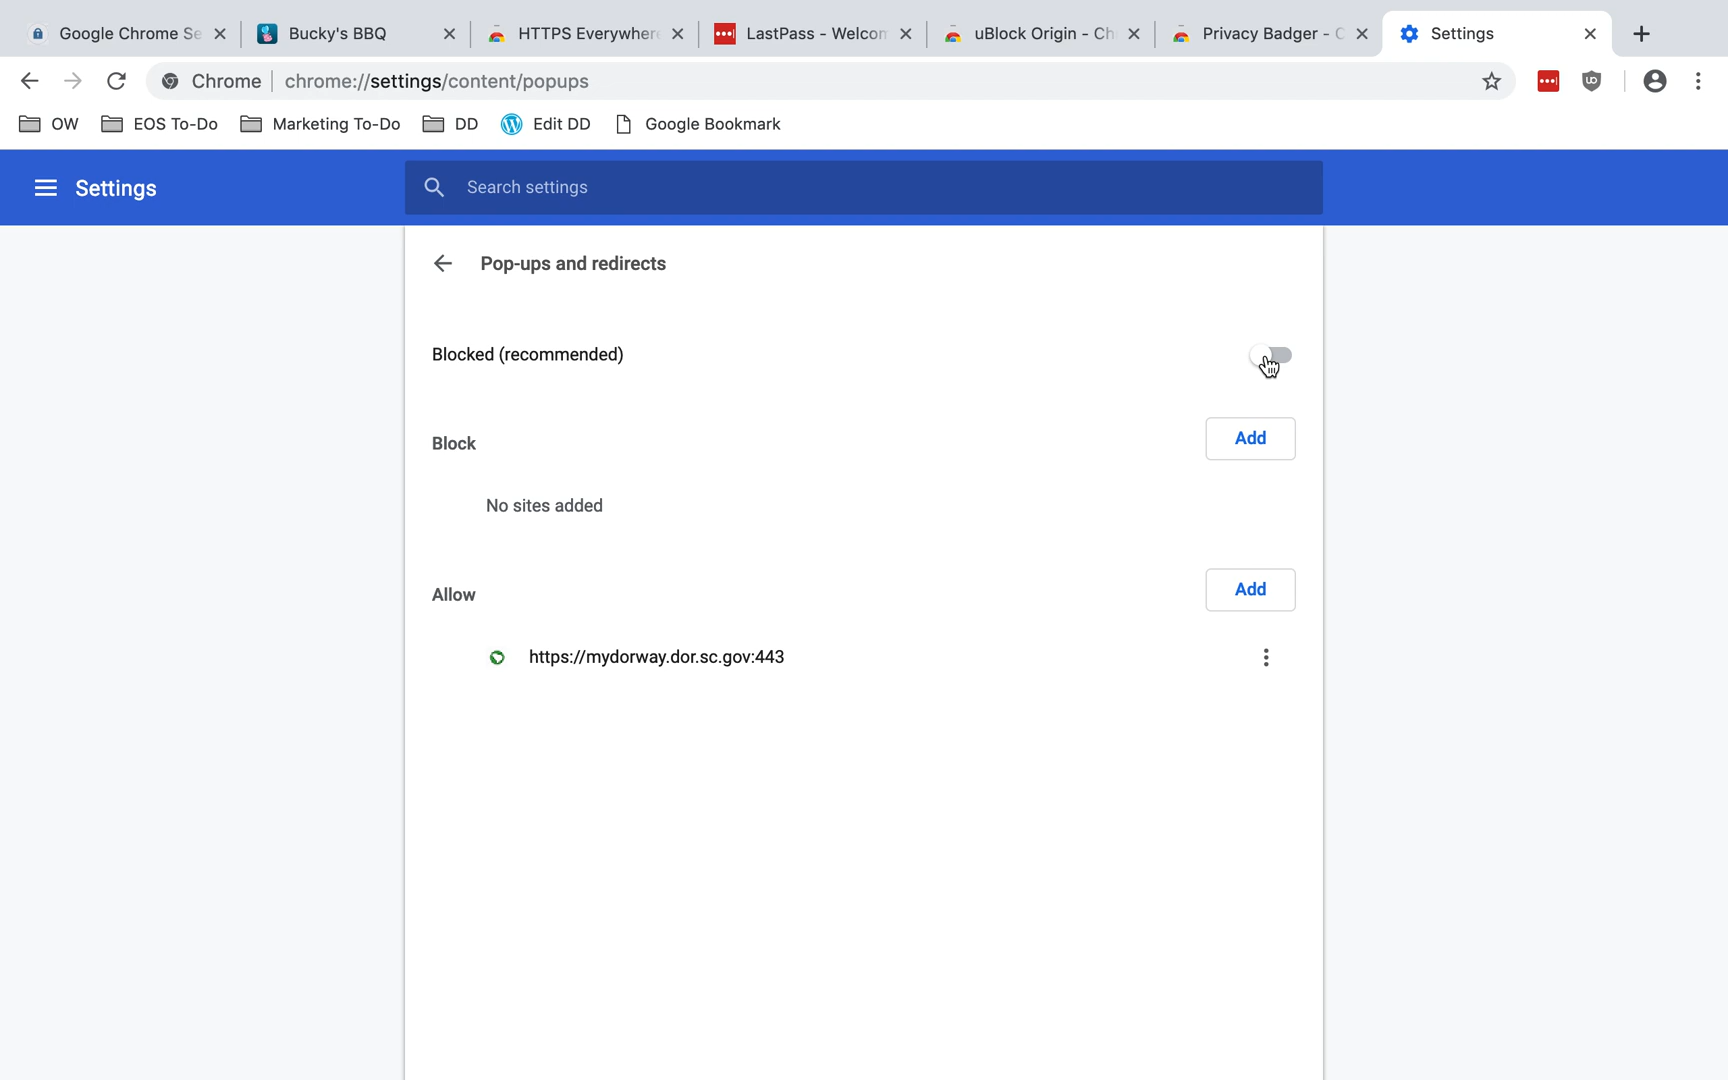 Google Chrome Se Bucky's BBQ HTTPS Everywher LastPass - Welcom uBlock Origin - Ch Privacy Badger - C Settings
Chrome chrome://settings/content/popups
OW EOS To-Do Marketing To-Do DD Edit DD Google Bookmark
Settings Search settings
Pop-ups and redirects
Blocked (recommended)
Block Add
No sites added
Allow Add
https://mydorway.dor.sc.gov:443